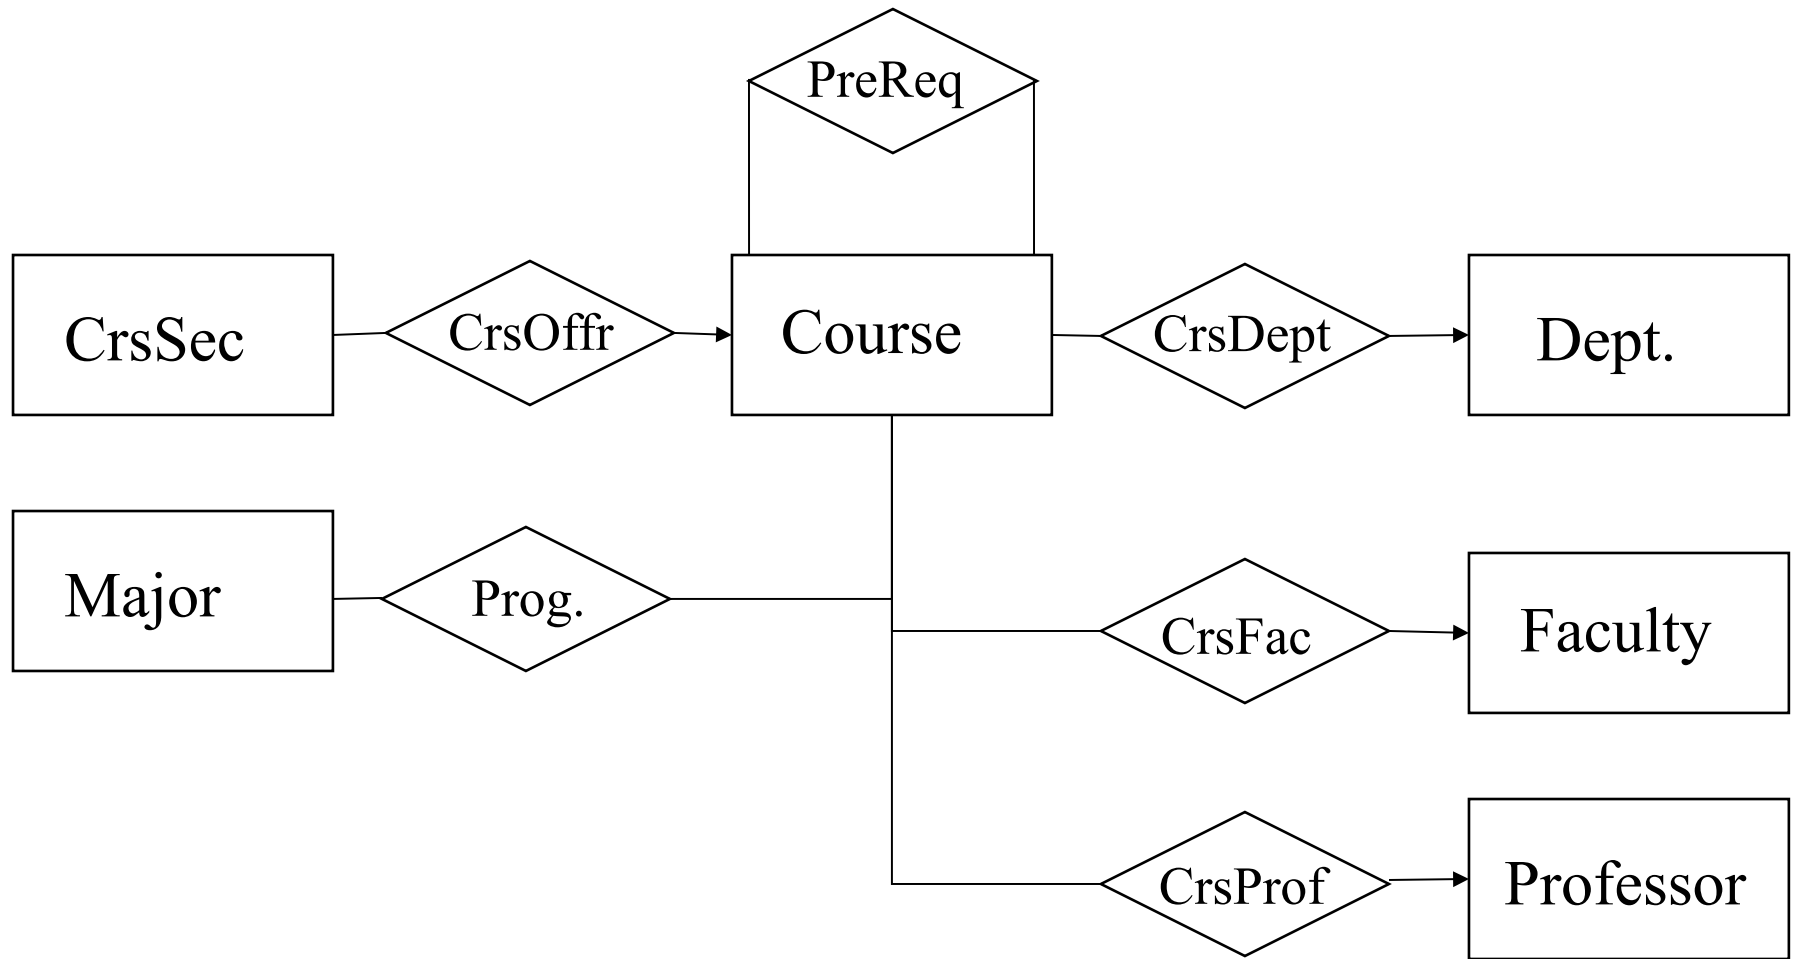 PreReq
CrsSec
CrsOffr
Course
CrsDept
Dept.
Major
Prog.
CrsFac
Faculty
CrsProf
Professor